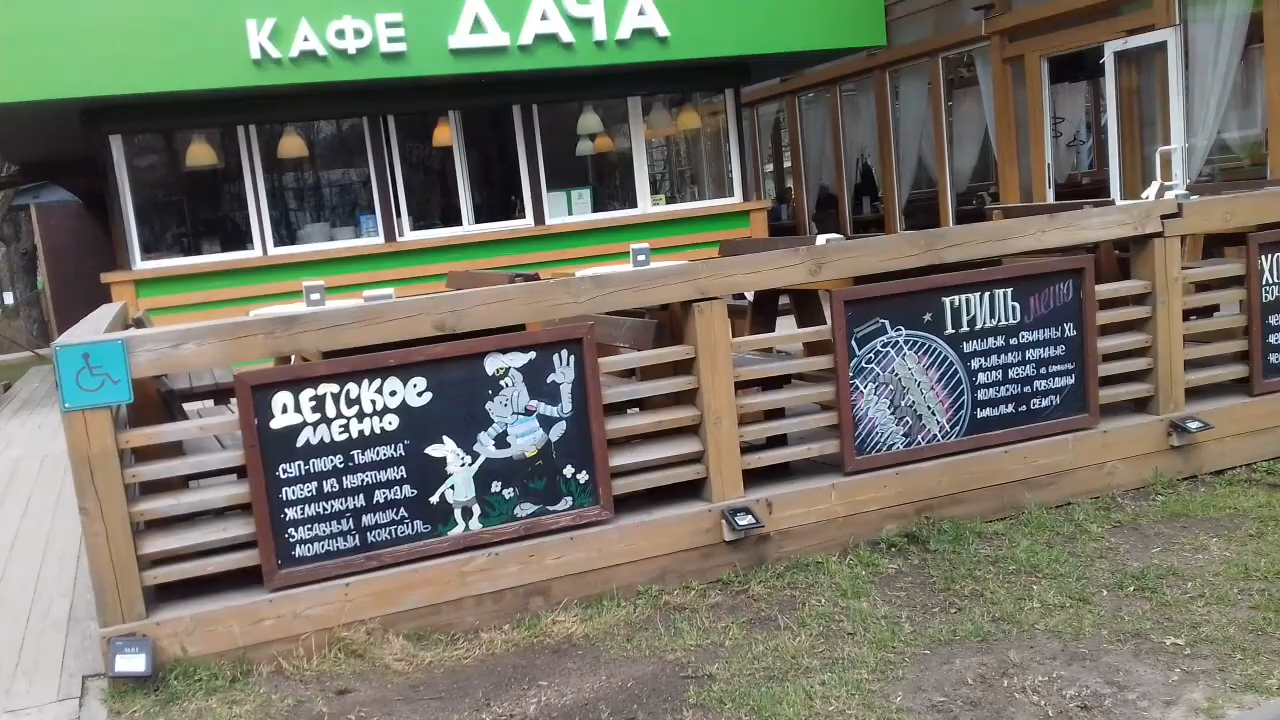 КАФЕ ДАЧА
ДЕТСКОЕ
МЕНЮ
·СУП-ПЮРЕ „ТЫКОВКА"
·ПОБЕГ ИЗ КУРЯТНИКА
·ЖЕМЧУЖИНА АРИЭЛЬ
·ЗАБАВНЫЙ МИШКА
·МОЛОЧНЫЙ КОКТЕЙЛЬ
ГРИЛЬ МЕНЮ
·ШАШЛЫК ИЗ СВИНИНЫ XL
·КРЫЛЫШКИ КУРИНЫЕ
·ЛЮЛЯ КЕБАБ ИЗ
·КОЛБАСКИ ИЗ ГОВЯДИНЫ
·ШАШЛЫК ИЗ СЁМГИ